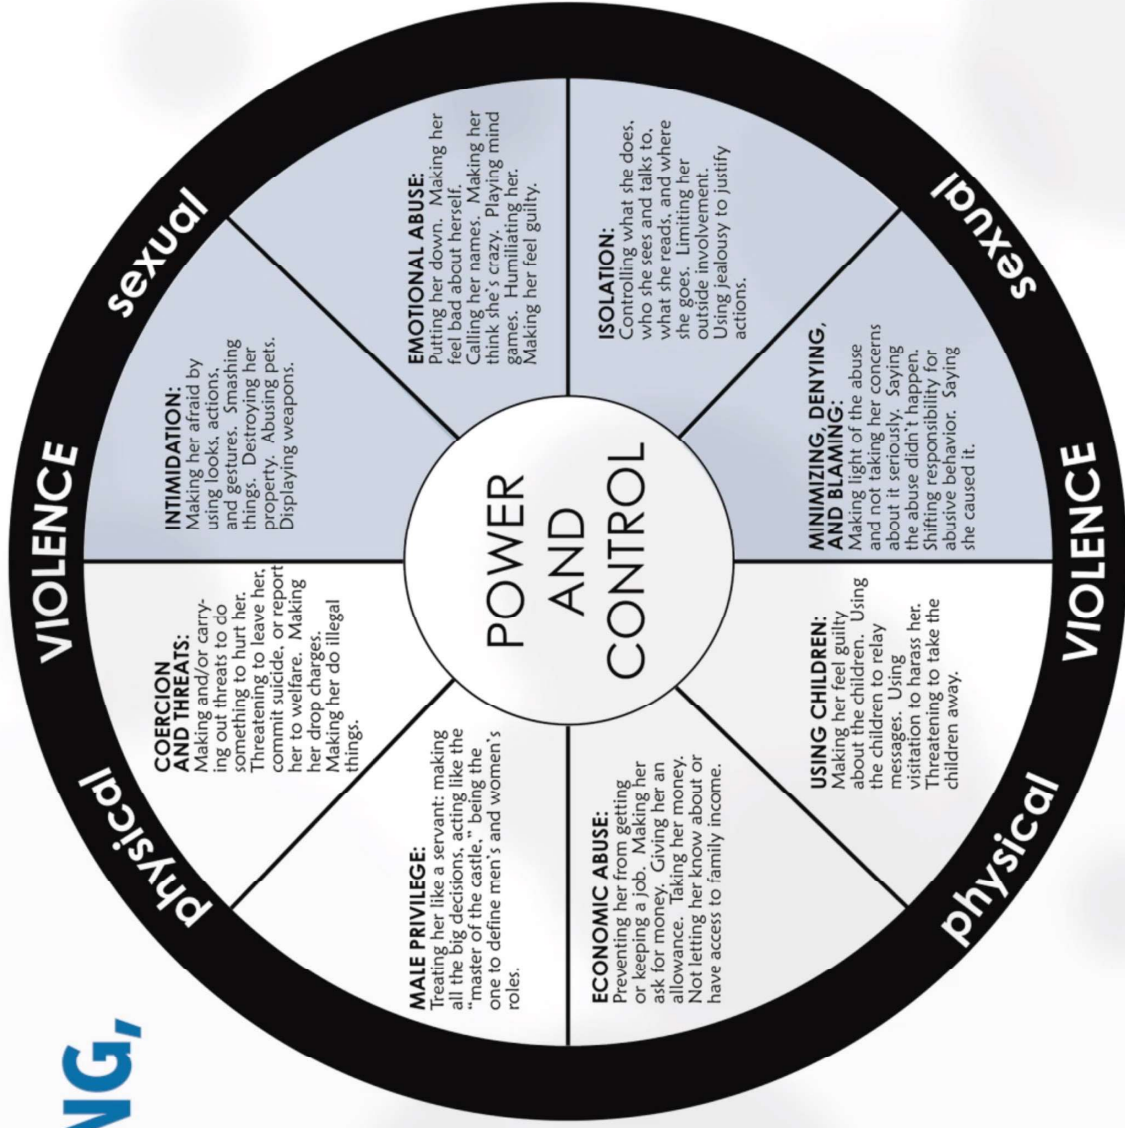 NG,
VIOLENCE
physical
sexual
COERCION
AND THREATS:
Making and/or carry-
ing out threats to do
something to hurt her.
Threatening to leave her,
commit suicide, or report
her to welfare.  Making
her drop charges.
Making her do illegal
things.
INTIMIDATION:
Making her afraid by
using looks, actions,
and gestures.  Smashing
things.  Destroying her
property.  Abusing pets.
Displaying weapons.
MALE PRIVILEGE:
Treating her like a servant: making
all the big decisions, acting like the
“master of the castle,” being the
one to define men's and women's
roles.
EMOTIONAL ABUSE:
Putting her down.  Making her
feel bad about herself.
Calling her names.  Making her
think she's crazy.  Playing mind
games.  Humiliating her.
Making her feel guilty.
POWER
AND
CONTROL
ECONOMIC ABUSE:
Preventing her from getting
or keeping a job.  Making her
ask for money.  Giving her an
allowance.  Taking her money.
Not letting her know about or
have access to family income.
ISOLATION:
Controlling what she does,
who she sees and talks to,
what she reads, and where
she goes.  Limiting her
outside involvement.
Using jealousy to justify
actions.
USING CHILDREN:
Making her feel guilty
about the children.  Using
the children to relay
messages.  Using
visitation to harass her.
Threatening to take the
children away.
MINIMIZING, DENYING,
AND BLAMING:
Making light of the abuse
and not taking her concerns
about it seriously.  Saying
the abuse didn't happen.
Shifting responsibility for
abusive behavior.  Saying
she caused it.
physical
sexual
VIOLENCE